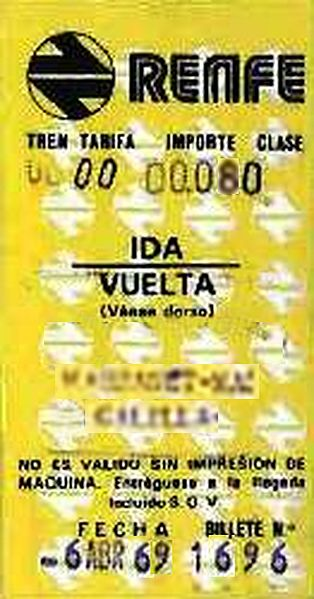 RENFE
TREN TARIFA IMPORTE CLASE
00 00.080
IDA
VUELTA
(Véase dorso)
NO ES VALIDO SIN IMPRESIÓN DE
MAQUINA. Entréguese a la llegada
Incluido S.O.V
FECHA BILLETE N.º
6 ABR 69 1696